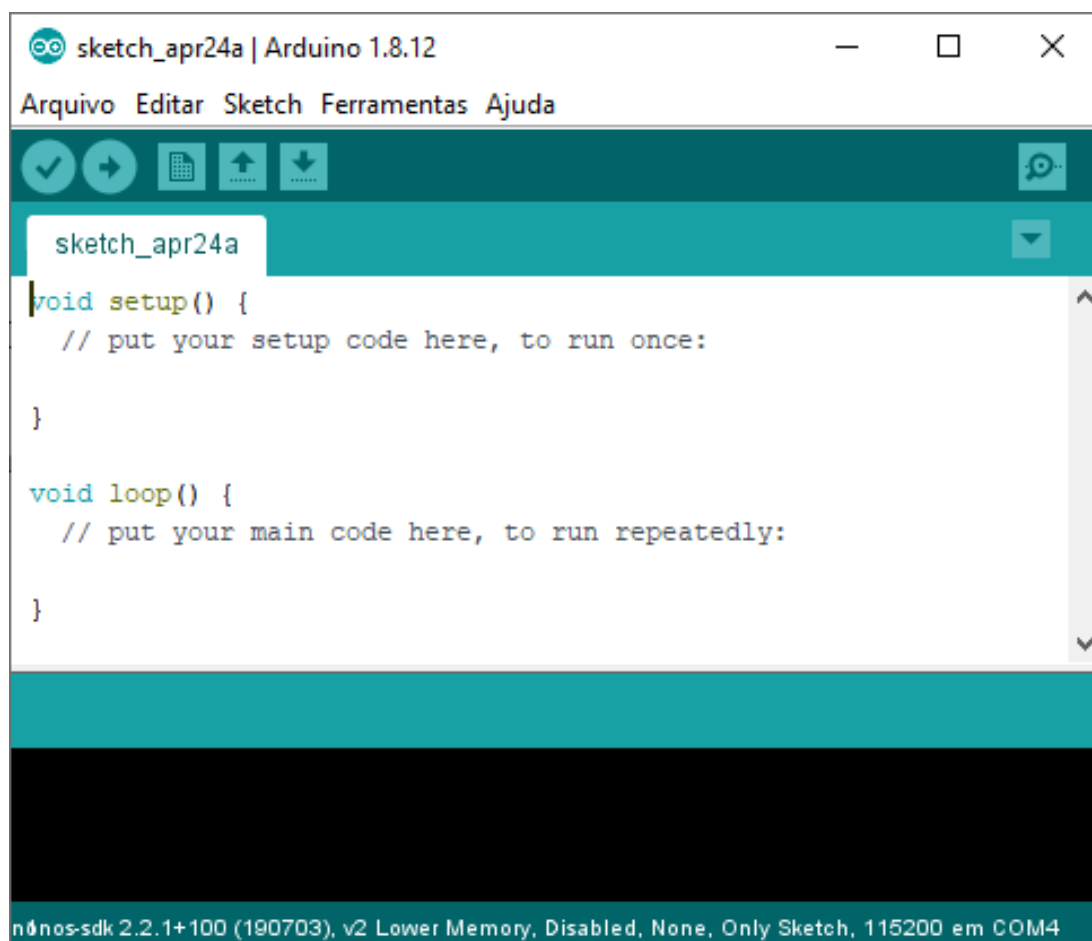 sketch_apr24a | Arduino 1.8.12
Arquivo Editar Sketch Ferramentas Ajuda
sketch_apr24a
void setup() {
  // put your setup code here, to run once:
}
void loop() {
  // put your main code here, to run repeatedly:
}
2.2.1+100 (190703), v2 Lower Memory, Disabled, None, Only Sketch, 115200 em COM4